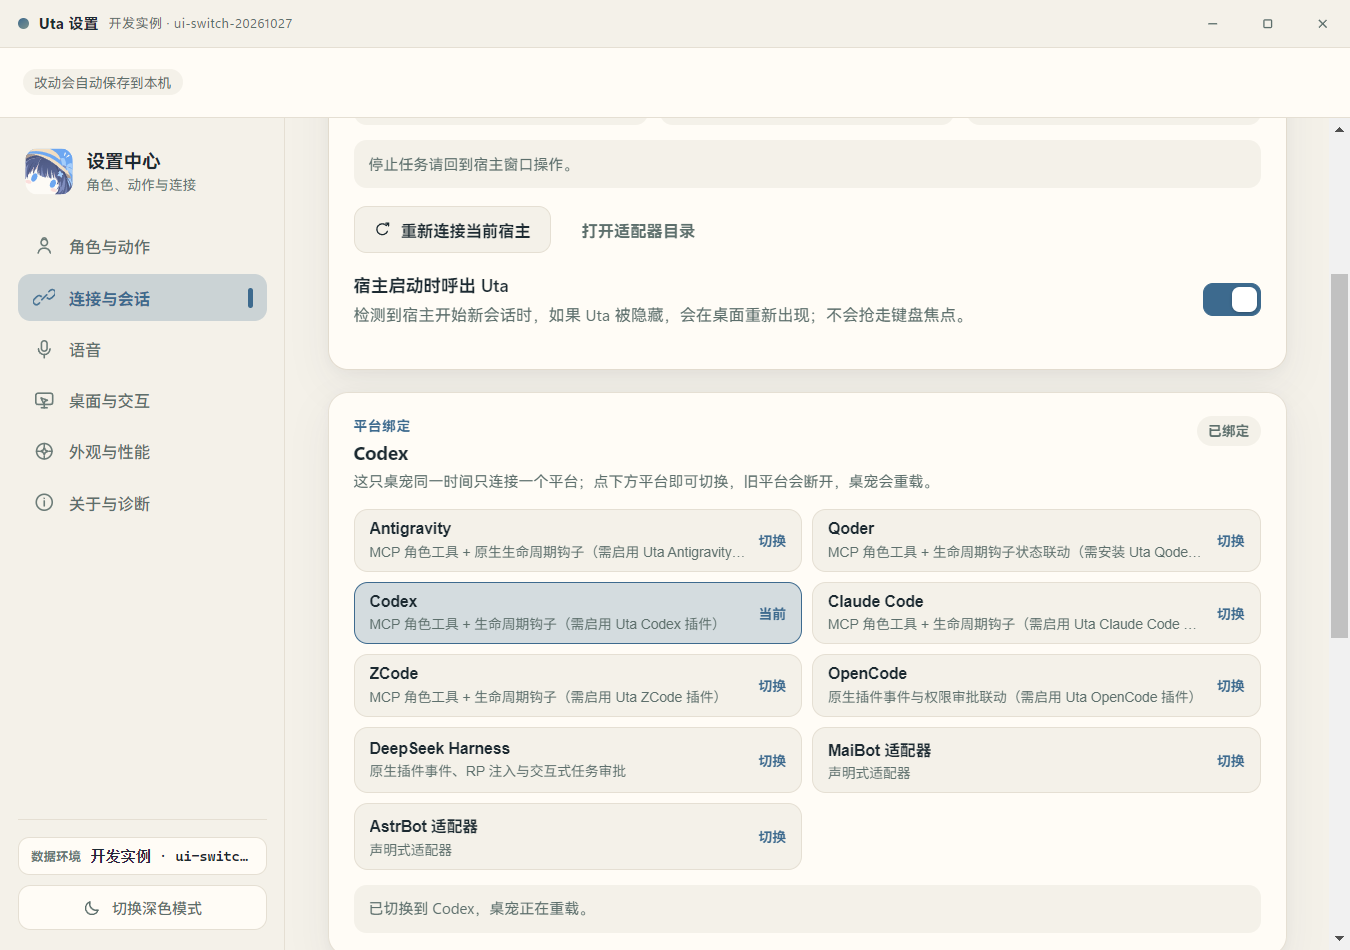 Uta 设置 开发实例 · ui-switch-20261027
改动会自动保存到本机
设置中心
角色、动作与连接
角色与动作
连接与会话
语音
桌面与交互
外观与性能
关于与诊断
数据环境 开发实例 · ui-switc…
切换深色模式
停止任务请回到宿主窗口操作。
重新连接当前宿主 打开适配器目录
宿主启动时呼出 Uta
检测到宿主开始新会话时，如果 Uta 被隐藏，会在桌面重新出现；不会抢走键盘焦点。
平台绑定
已绑定
Codex
这只桌宠同一时间只连接一个平台；点下方平台即可切换，旧平台会断开，桌宠会重载。
Antigravity
MCP 角色工具 + 原生生命周期钩子（需启用 Uta Antigravity…
切换
Qoder
MCP 角色工具 + 生命周期钩子状态联动（需安装 Uta Qode…
切换
Codex
MCP 角色工具 + 生命周期钩子（需启用 Uta Codex 插件）
当前
Claude Code
MCP 角色工具 + 生命周期钩子（需启用 Uta Claude Code …
切换
ZCode
MCP 角色工具 + 生命周期钩子（需启用 Uta ZCode 插件）
切换
OpenCode
原生插件事件与权限审批联动（需启用 Uta OpenCode 插件）
切换
DeepSeek Harness
原生插件事件、RP 注入与交互式任务审批
切换
MaiBot 适配器
声明式适配器
切换
AstrBot 适配器
声明式适配器
切换
已切换到 Codex，桌宠正在重载。